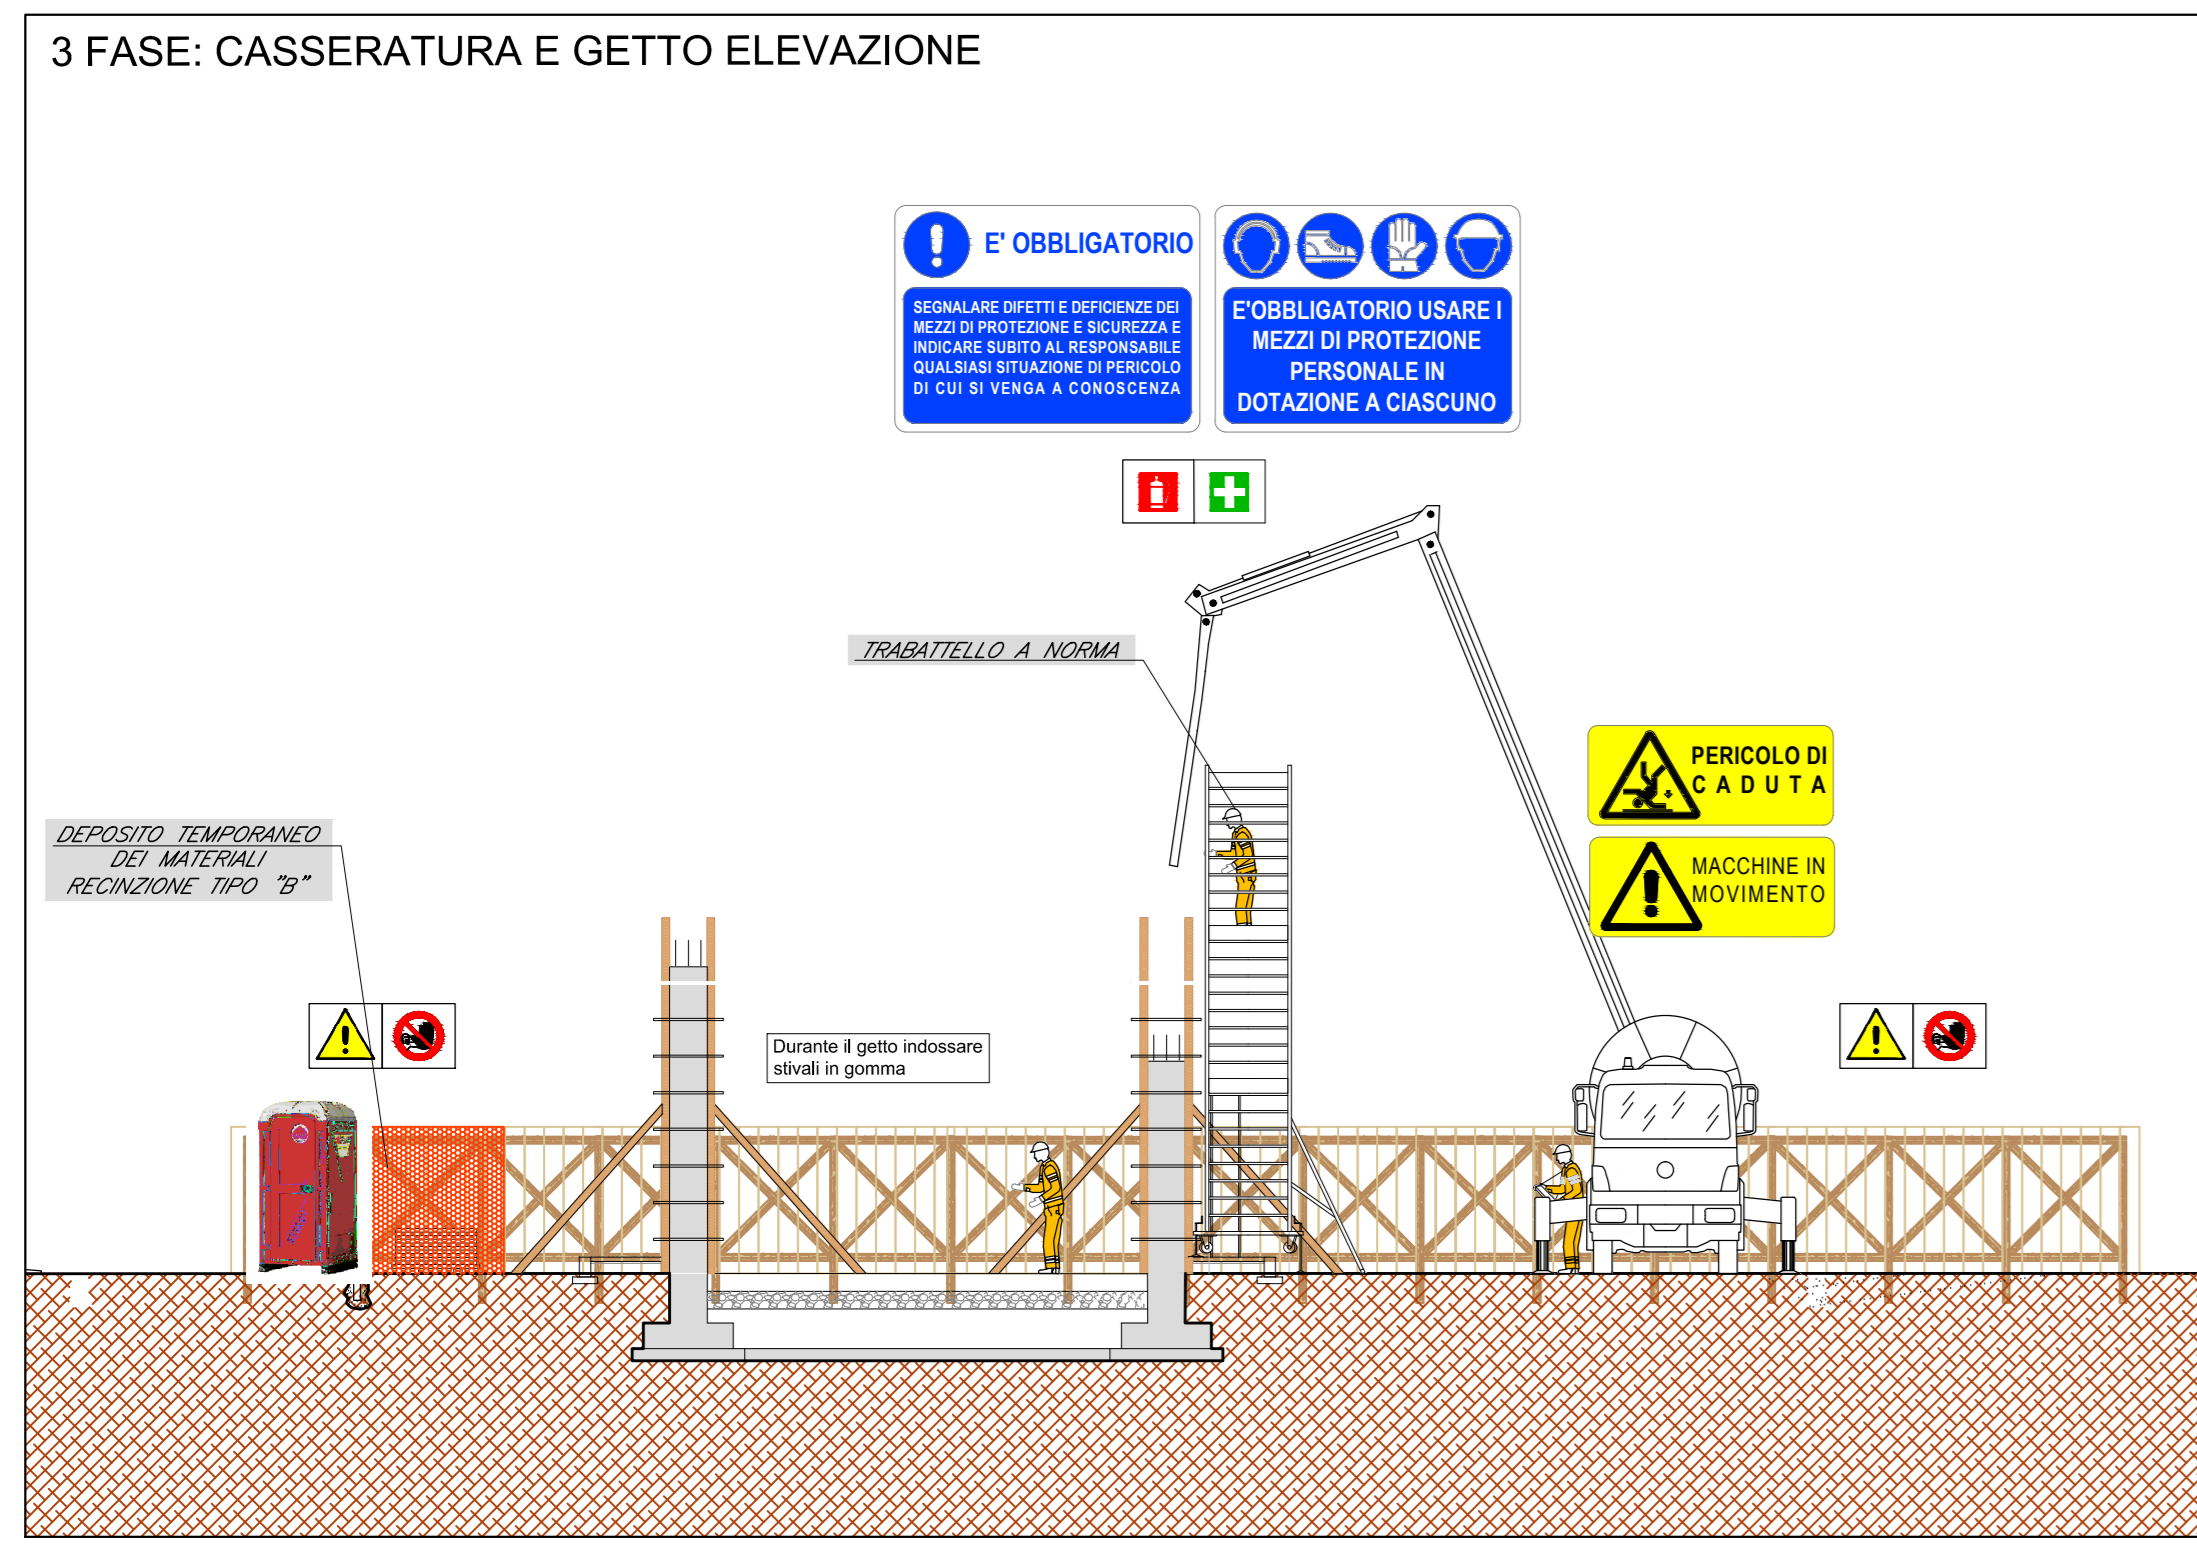 3 FASE: CASSERATURA E GETTO ELEVAZIONE
E' OBBLIGATORIO
SEGNALARE DIFETTI E DEFICIENZE DEI
MEZZI DI PROTEZIONE E SICUREZZA E
INDICARE SUBITO AL RESPONSABILE
QUALSIASI SITUAZIONE DI PERICOLO
DI CUI SI VENGA A CONOSCENZA
E'OBBLIGATORIO USARE I
MEZZI DI PROTEZIONE
PERSONALE IN
DOTAZIONE A CIASCUNO
TRABATTELLO A NORMA
PERICOLO DI
CADUTA
MACCHINE IN
MOVIMENTO
DEPOSITO TEMPORANEO
DEI MATERIALI
RECINZIONE TIPO "B"
Durante il getto indossare
stivali in gomma